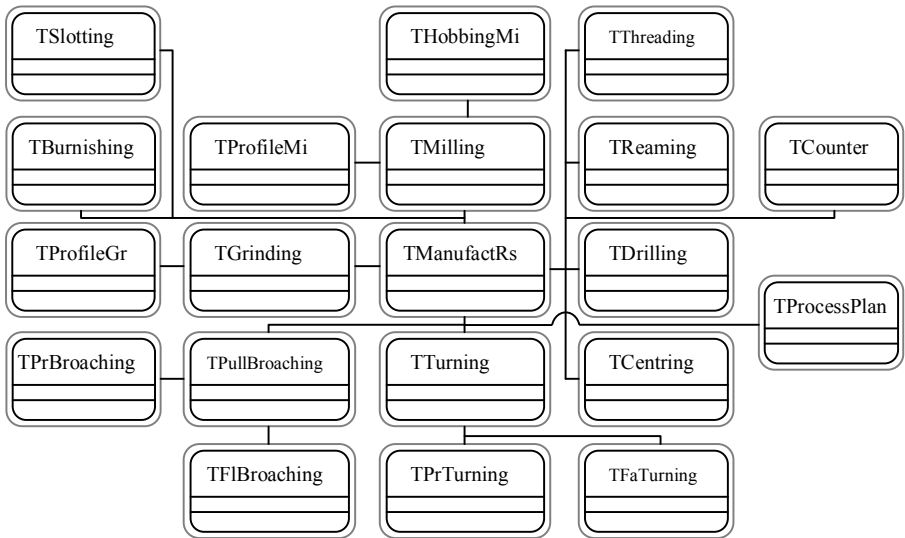 TSlotting
THobbingMi
TThreading
TBurnishing
TProfileMi
TMilling
TReaming
TCounter
TProfileGr
TGrinding
TManufactRs
TDrilling
TProcessPlan
TPrBroaching
TPullBroaching
TTurning
TCentring
TFlBroaching
TPrTurning
TFaTurning